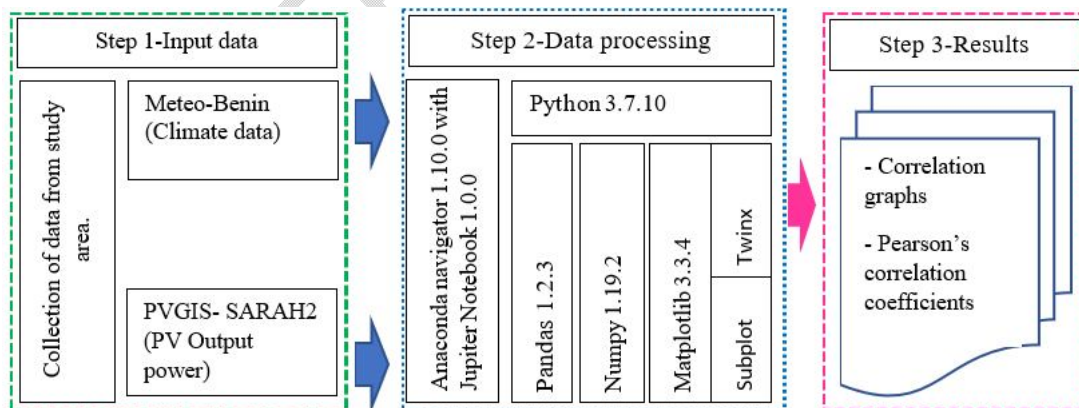 Step 1-Input data
Collection of data from study
area.
Meteo-Benin
(Climate data)
PVGIS- SARAH2
(PV Output
power)
Step 2-Data processing
Anaconda navigator 1.10.0 with
Jupiter Notebook 1.0.0
Python 3.7.10
Pandas 1.2.3
Numpy 1.19.2
Matplotlib 3.3.4
Twinx
Subplot
Step 3-Results
- Correlation
graphs
- Pearson’s
correlation
coefficients